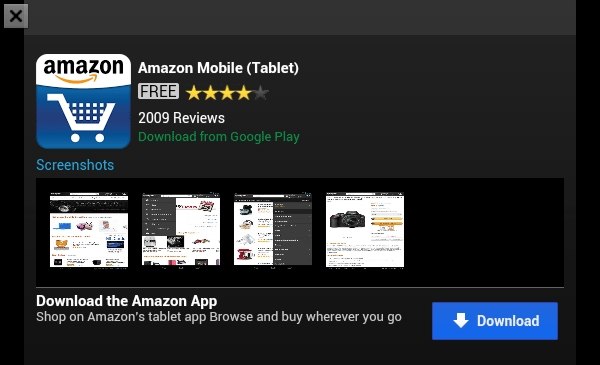 amazon
Amazon Mobile (Tablet)
FREE
2009 Reviews
Download from Google Play
Screenshots
Download the Amazon App
Shop on Amazon's tablet app Browse and buy wherever you go
Download